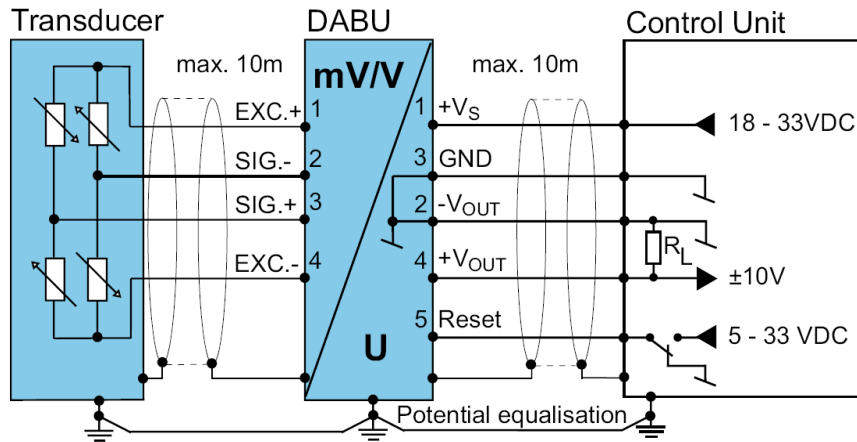 Transducer
DABU
Control Unit
max. 10m
mV/V
max. 10m
EXC.+
1
1
+VS
18 - 33VDC
SIG.-
2
3
GND
SIG.+
3
2
-VOUT
RL
EXC.-
4
4
+VOUT
±10V
5
Reset
5 - 33 VDC
U
Potential equalisation